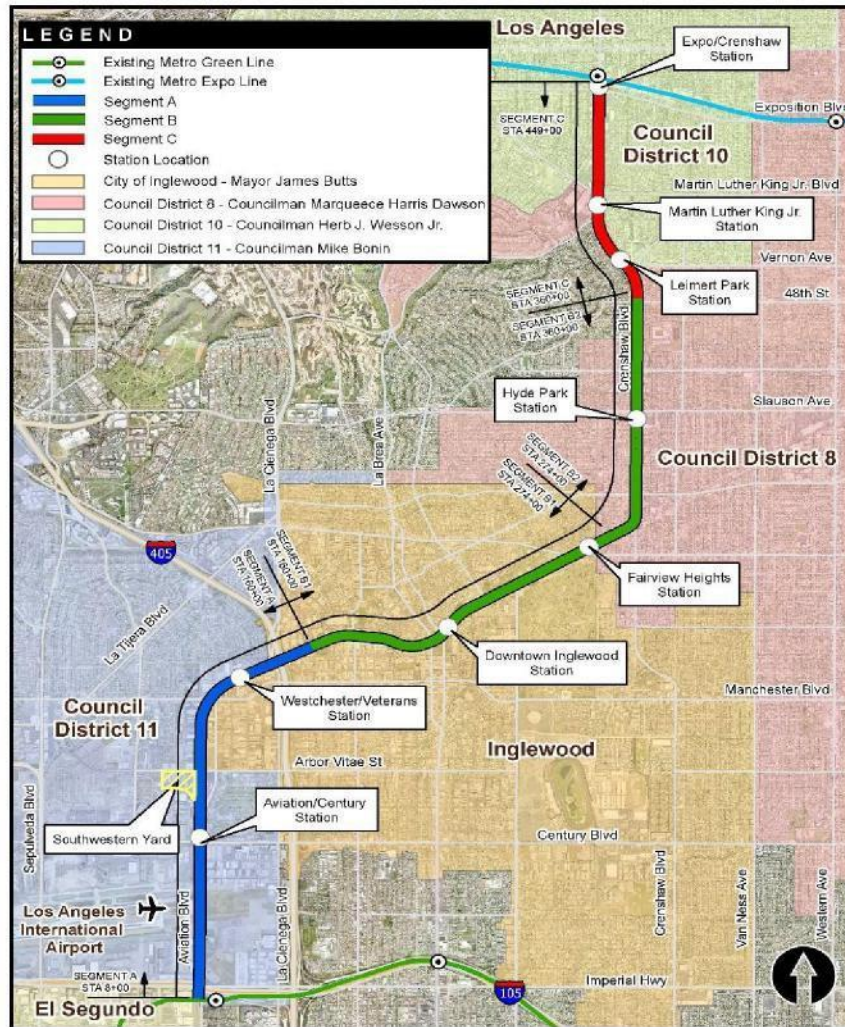 LEGEND
Existing Metro Green Line
Existing Metro Expo Line
Segment A
Segment B
Segment C
Station Location
City of Inglewood - Mayor James Butts
Council District 8 - Councilman Marqueece Harris Dawson
Council District 10 - Councilman Herb J. Wesson Jr.
Council District 11 - Councilman Mike Bonin
Los Angeles
Expo/Crenshaw
Station
Exposition Blvd
SEGMENT C
STA 449+00
Council
District 10
Martin Luther King Jr. Blvd
Martin Luther King Jr.
Station
Vernon Ave
Leimert Park
Station
48th St
SEGMENT C
STA 360+00
SEGMENT B3
STA 360+00
Crenshaw Blvd
Hyde Park
Station
Slauson Ave
La Cienega Blvd
La Brea Ave
Council District 8
SEGMENT B2
STA 274+00
SEGMENT B1
STA 274+00
405
Fairview Heights
Station
SEGMENT B1
STA 160+00
SEGMENT A
STA 160+00
La Tijera Blvd
Downtown Inglewood
Station
Westchester/Veterans
Station
Manchester Blvd
Council
District 11
Inglewood
Arbor Vitae St
Sepulveda Blvd
Southwestern Yard
Aviation/Century
Station
Century Blvd
Los Angeles
International
Airport
Aviation Blvd
La Cienega Blvd
Crenshaw Blvd
Van Ness Ave
Western Ave
SEGMENT A
STA 8+00
El Segundo
Imperial Hwy
105